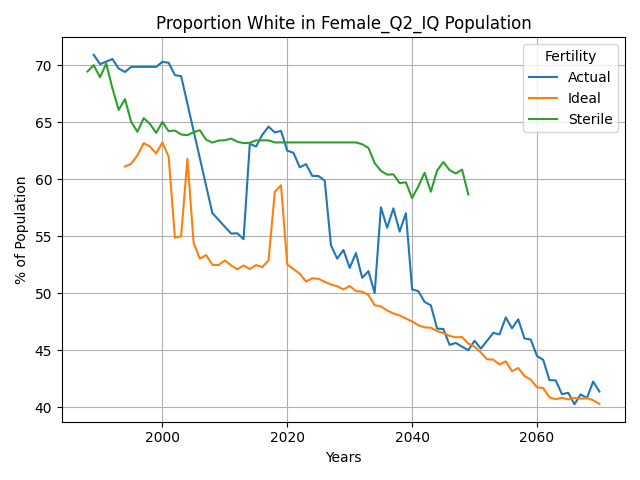 Proportion White in Female_Q2_IQ Population
Fertility
Actual
Ideal
Sterile
% of Population
70
65
60
55
50
45
40
2000
2020
2040
2060
Years